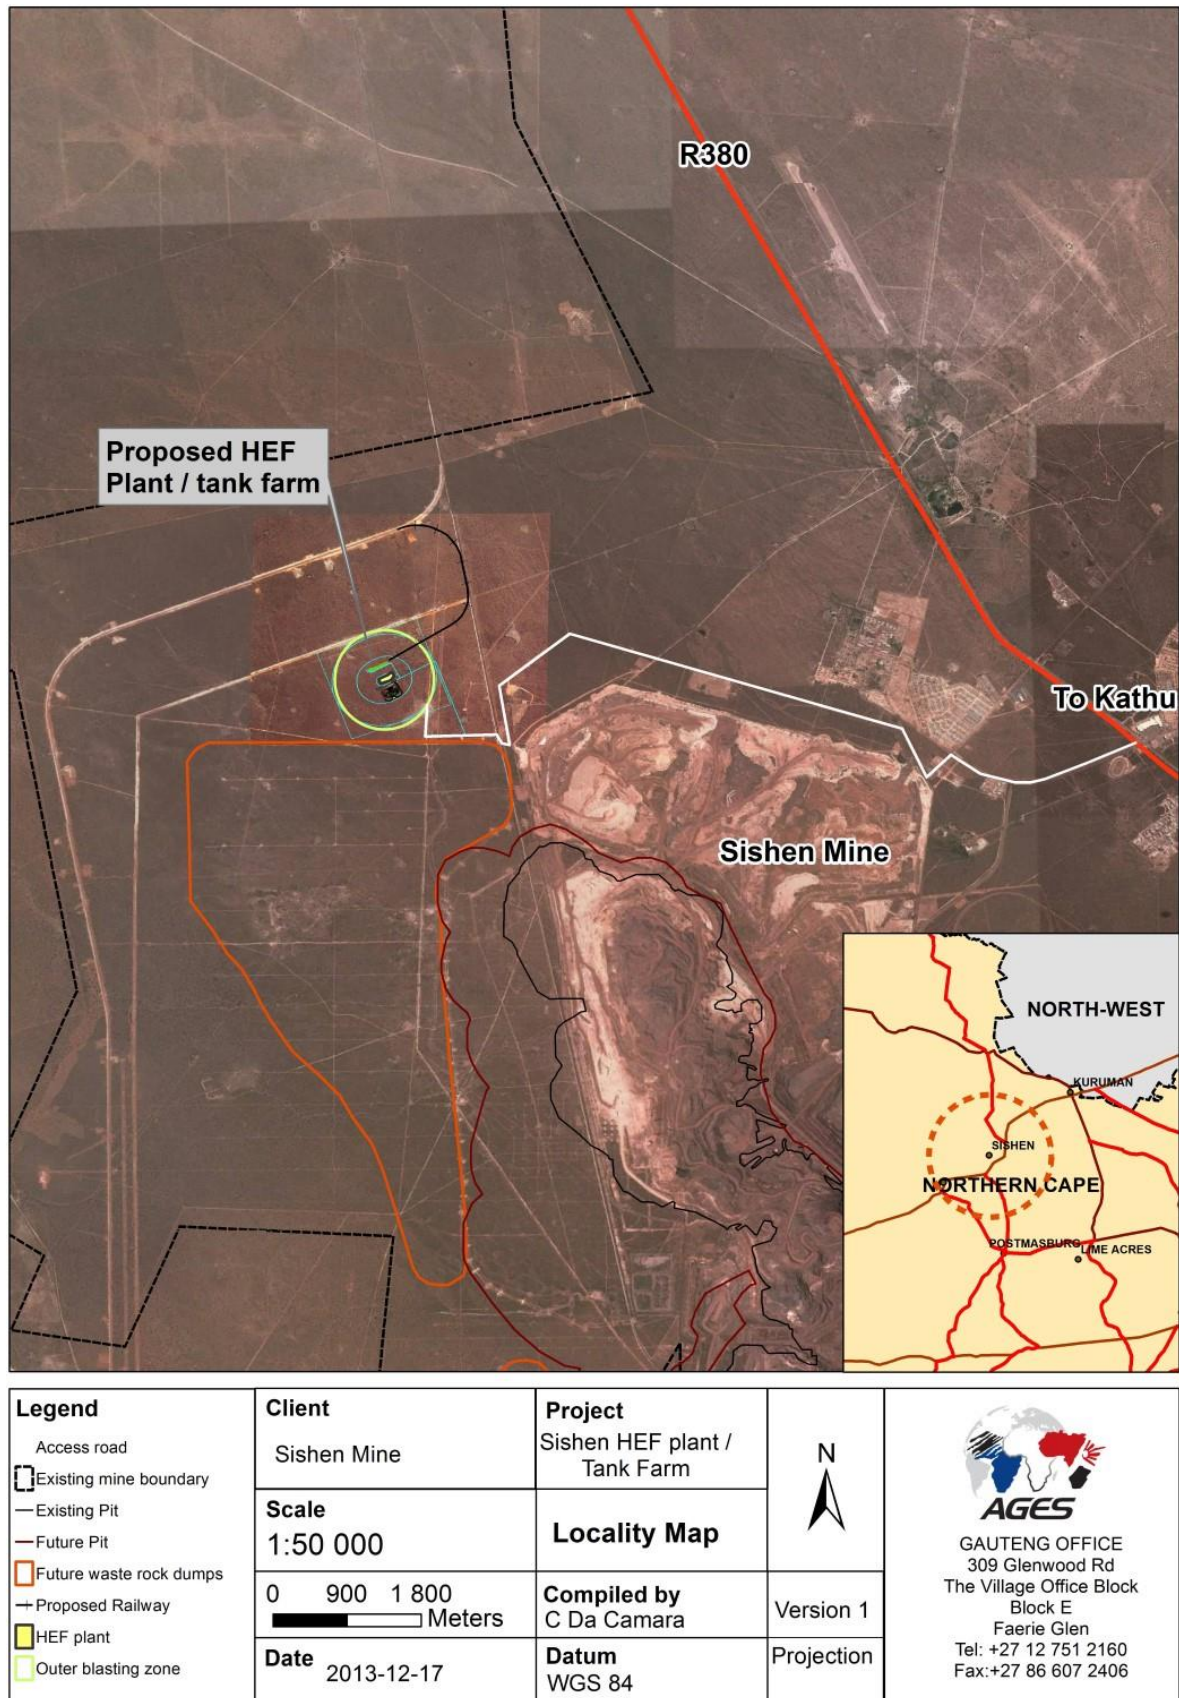 R380
Proposed HEF
Plant / tank farm
To Kathu
Sishen Mine
NORTH-WEST
KURUMAN
SISHEN
NORTHERN CAPE
POSTMASBURG
LIME ACRES
Legend
Access road
Existing mine boundary
Existing Pit
Future Pit
Future waste rock dumps
Proposed Railway
HEF plant
Outer blasting zone
Client
Sishen Mine
Scale
1:50 000
0 900 1 800
Meters
Date 2013-12-17
Project
Sishen HEF plant /
Tank Farm
Locality Map
Compiled by
C Da Camara
Datum
WGS 84
N
Version 1
Projection
AGES
GAUTENG OFFICE
309 Glenwood Rd
The Village Office Block
Block E
Faerie Glen
Tel: +27 12 751 2160
Fax:+27 86 607 2406